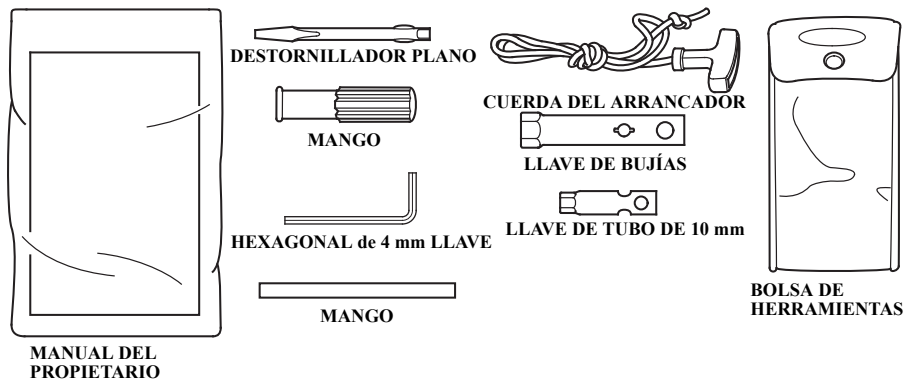 DESTORNILLADOR PLANO
CUERDA DEL ARRANCADOR
MANGO
LLAVE DE BUJÍAS
HEXAGONAL de 4 mm LLAVE
LLAVE DE TUBO DE 10 mm
MANGO
BOLSA DE
HERRAMIENTAS
MANUAL DEL
PROPIETARIO